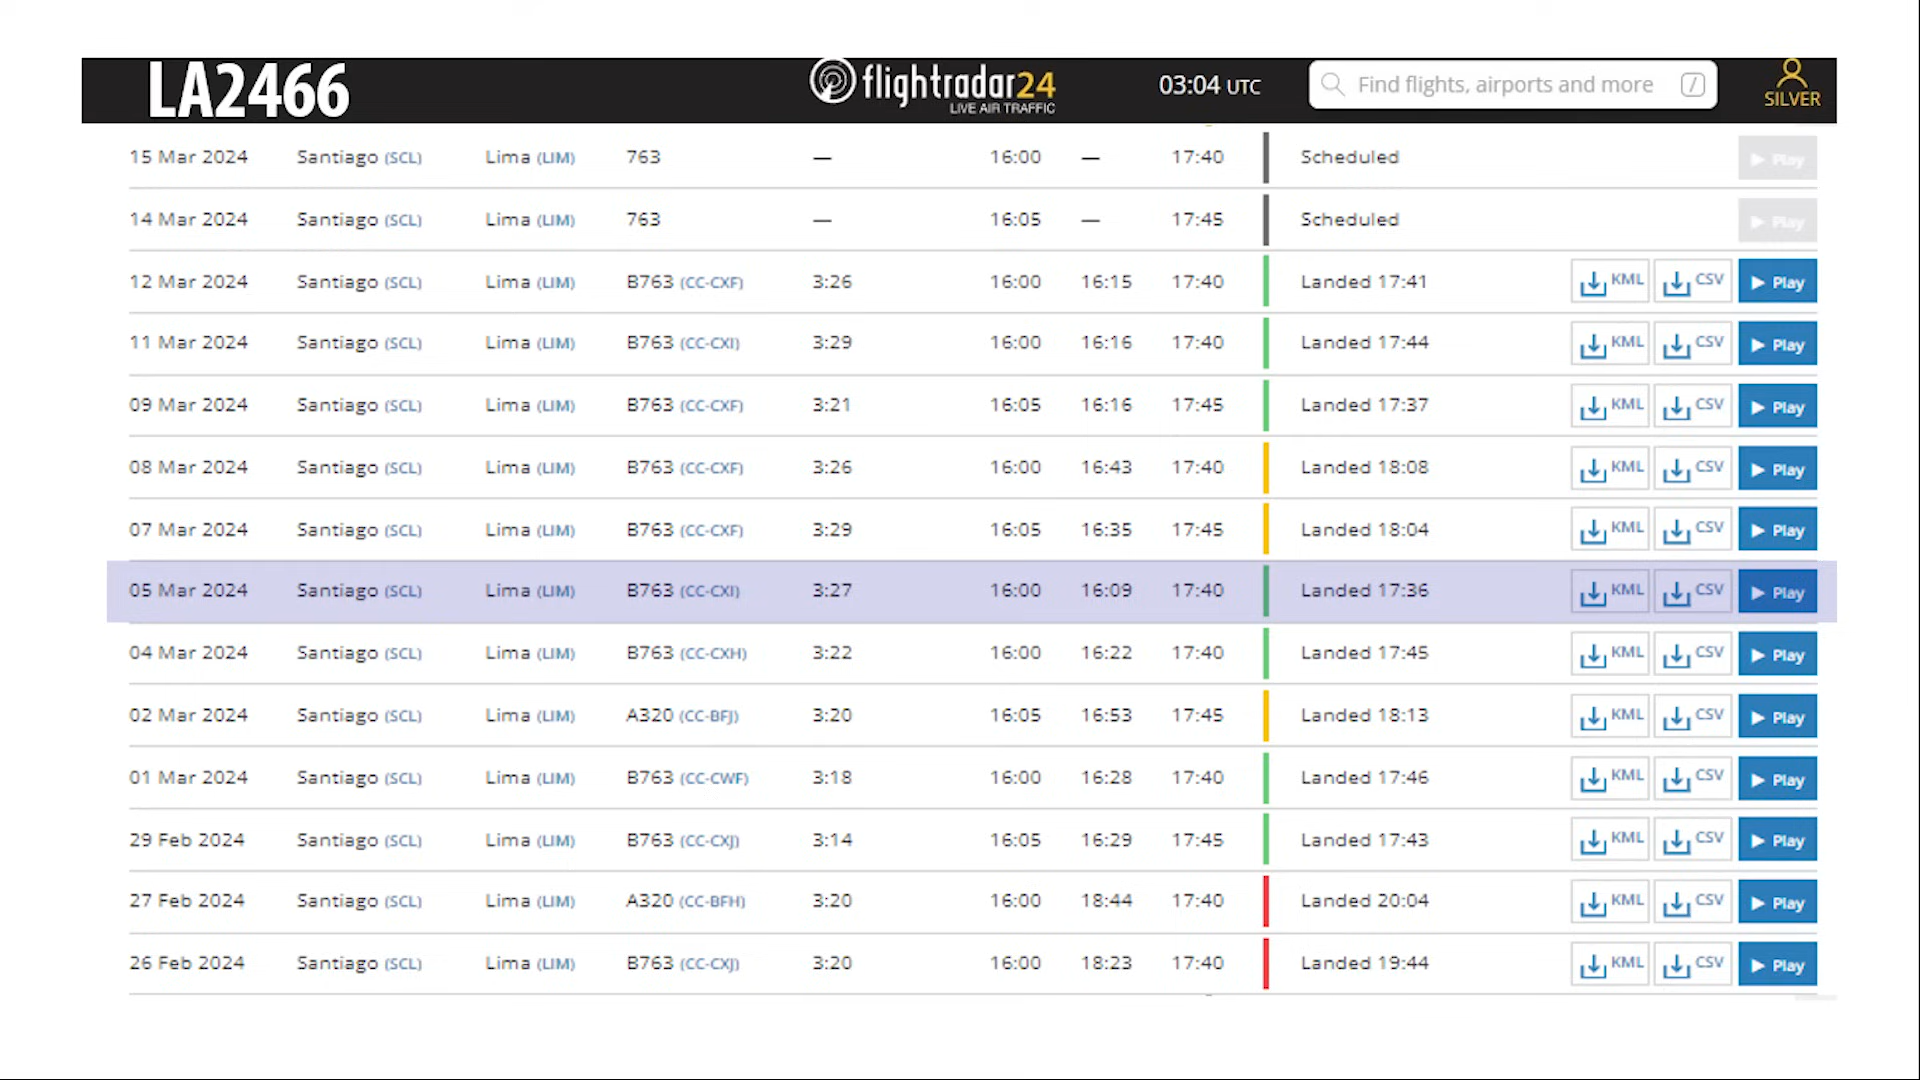 LA2466 flightradar24 03:04 UTC Find flights, airports and more / SILVER
LIVE AIR TRAFFIC
15 Mar 2024 Santiago (SCL) Lima (LIM) 763 — 16:00 — 17:40 Scheduled Play
14 Mar 2024 Santiago (SCL) Lima (LIM) 763 — 16:05 — 17:45 Scheduled Play
12 Mar 2024 Santiago (SCL) Lima (LIM) B763 (CC-CXF) 3:26 16:00 16:15 17:40 Landed 17:41 KML CSV Play
11 Mar 2024 Santiago (SCL) Lima (LIM) B763 (CC-CXI) 3:29 16:00 16:16 17:40 Landed 17:44 KML CSV Play
09 Mar 2024 Santiago (SCL) Lima (LIM) B763 (CC-CXF) 3:21 16:05 16:16 17:45 Landed 17:37 KML CSV Play
08 Mar 2024 Santiago (SCL) Lima (LIM) B763 (CC-CXF) 3:26 16:00 16:43 17:40 Landed 18:08 KML CSV Play
07 Mar 2024 Santiago (SCL) Lima (LIM) B763 (CC-CXF) 3:29 16:05 16:35 17:45 Landed 18:04 KML CSV Play
05 Mar 2024 Santiago (SCL) Lima (LIM) B763 (CC-CXI) 3:27 16:00 16:09 17:40 Landed 17:36 KML CSV Play
04 Mar 2024 Santiago (SCL) Lima (LIM) B763 (CC-CXH) 3:22 16:00 16:22 17:40 Landed 17:45 KML CSV Play
02 Mar 2024 Santiago (SCL) Lima (LIM) A320 (CC-BFJ) 3:20 16:05 16:53 17:45 Landed 18:13 KML CSV Play
01 Mar 2024 Santiago (SCL) Lima (LIM) B763 (CC-CWF) 3:18 16:00 16:28 17:40 Landed 17:46 KML CSV Play
29 Feb 2024 Santiago (SCL) Lima (LIM) B763 (CC-CXJ) 3:14 16:05 16:29 17:45 Landed 17:43 KML CSV Play
27 Feb 2024 Santiago (SCL) Lima (LIM) A320 (CC-BFH) 3:20 16:00 18:44 17:40 Landed 20:04 KML CSV Play
26 Feb 2024 Santiago (SCL) Lima (LIM) B763 (CC-CXJ) 3:20 16:00 18:23 17:40 Landed 19:44 KML CSV Play